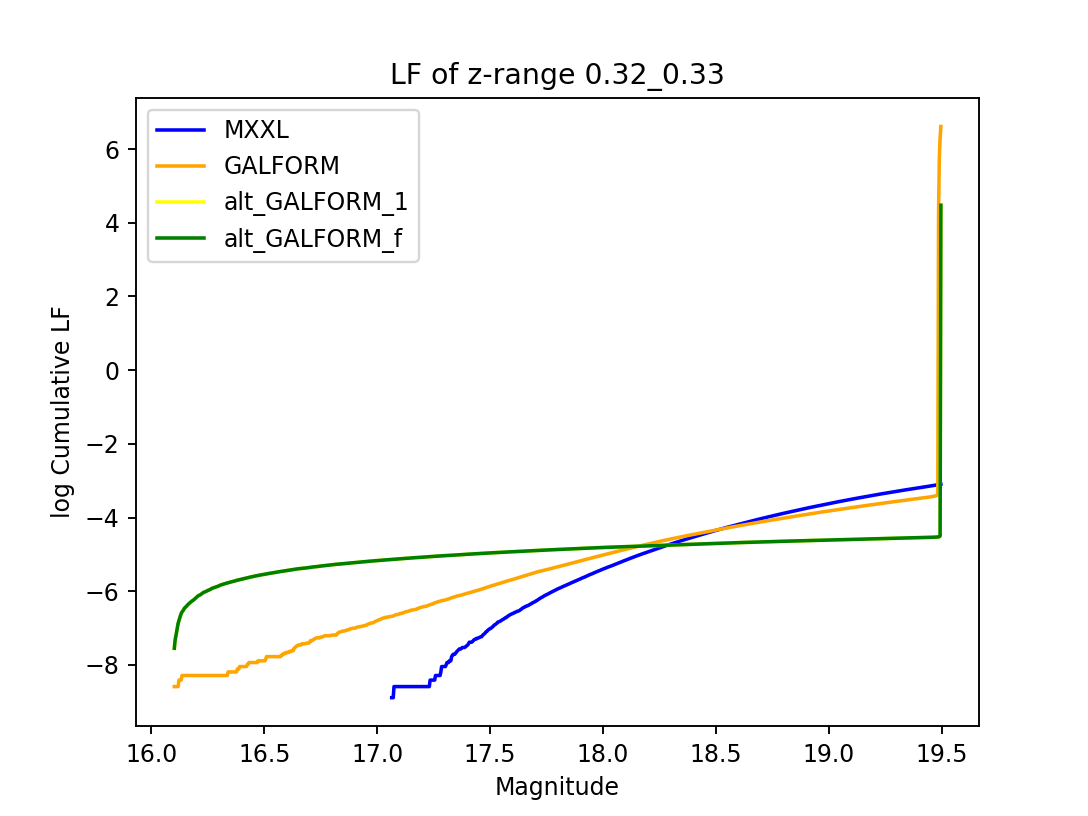 LF of z-range 0.32_0.33
MXXL
GALFORM
alt_GALFORM_1
alt_GALFORM_f
log Cumulative LF
6
4
2
0
−2
−4
−6
−8
16.0 16.5 17.0 17.5 18.0 18.5 19.0 19.5
Magnitude